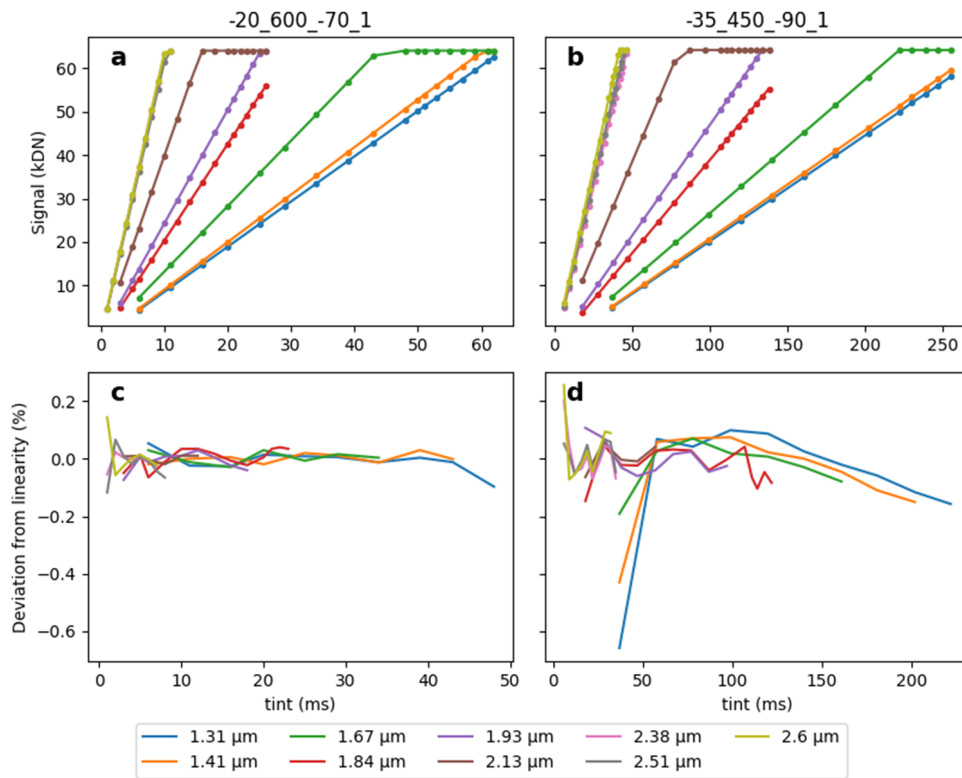 -20_600_-70_1
-35_450_-90_1
a
b
Signal (kDN)
60
50
40
30
20
10
0 10 20 30 40 50 60
0 50 100 150 200 250
c
d
Deviation from linearity (%)
0.2
0.0
−0.2
−0.4
−0.6
0 10 20 30 40 50
0 50 100 150 200
tint (ms)
tint (ms)
1.31 μm 1.67 μm 1.93 μm 2.38 μm 2.6 μm
1.41 μm 1.84 μm 2.13 μm 2.51 μm